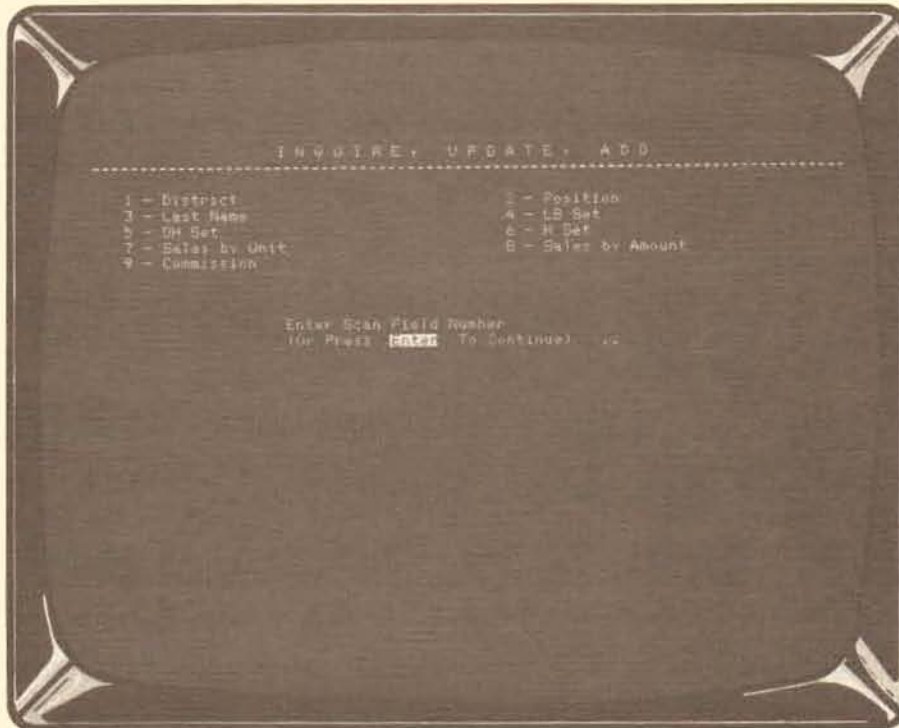 INQUIRE, UPDATE, ADD
1 - District 2 - Position
3 - Last Name 4 - LB Set
5 - DH Set 6 - H Set
7 - Sales by Unit 8 - Sales by Amount
9 - Commission
Enter Scan Field Number
(Or Press Enter To Continue) ..